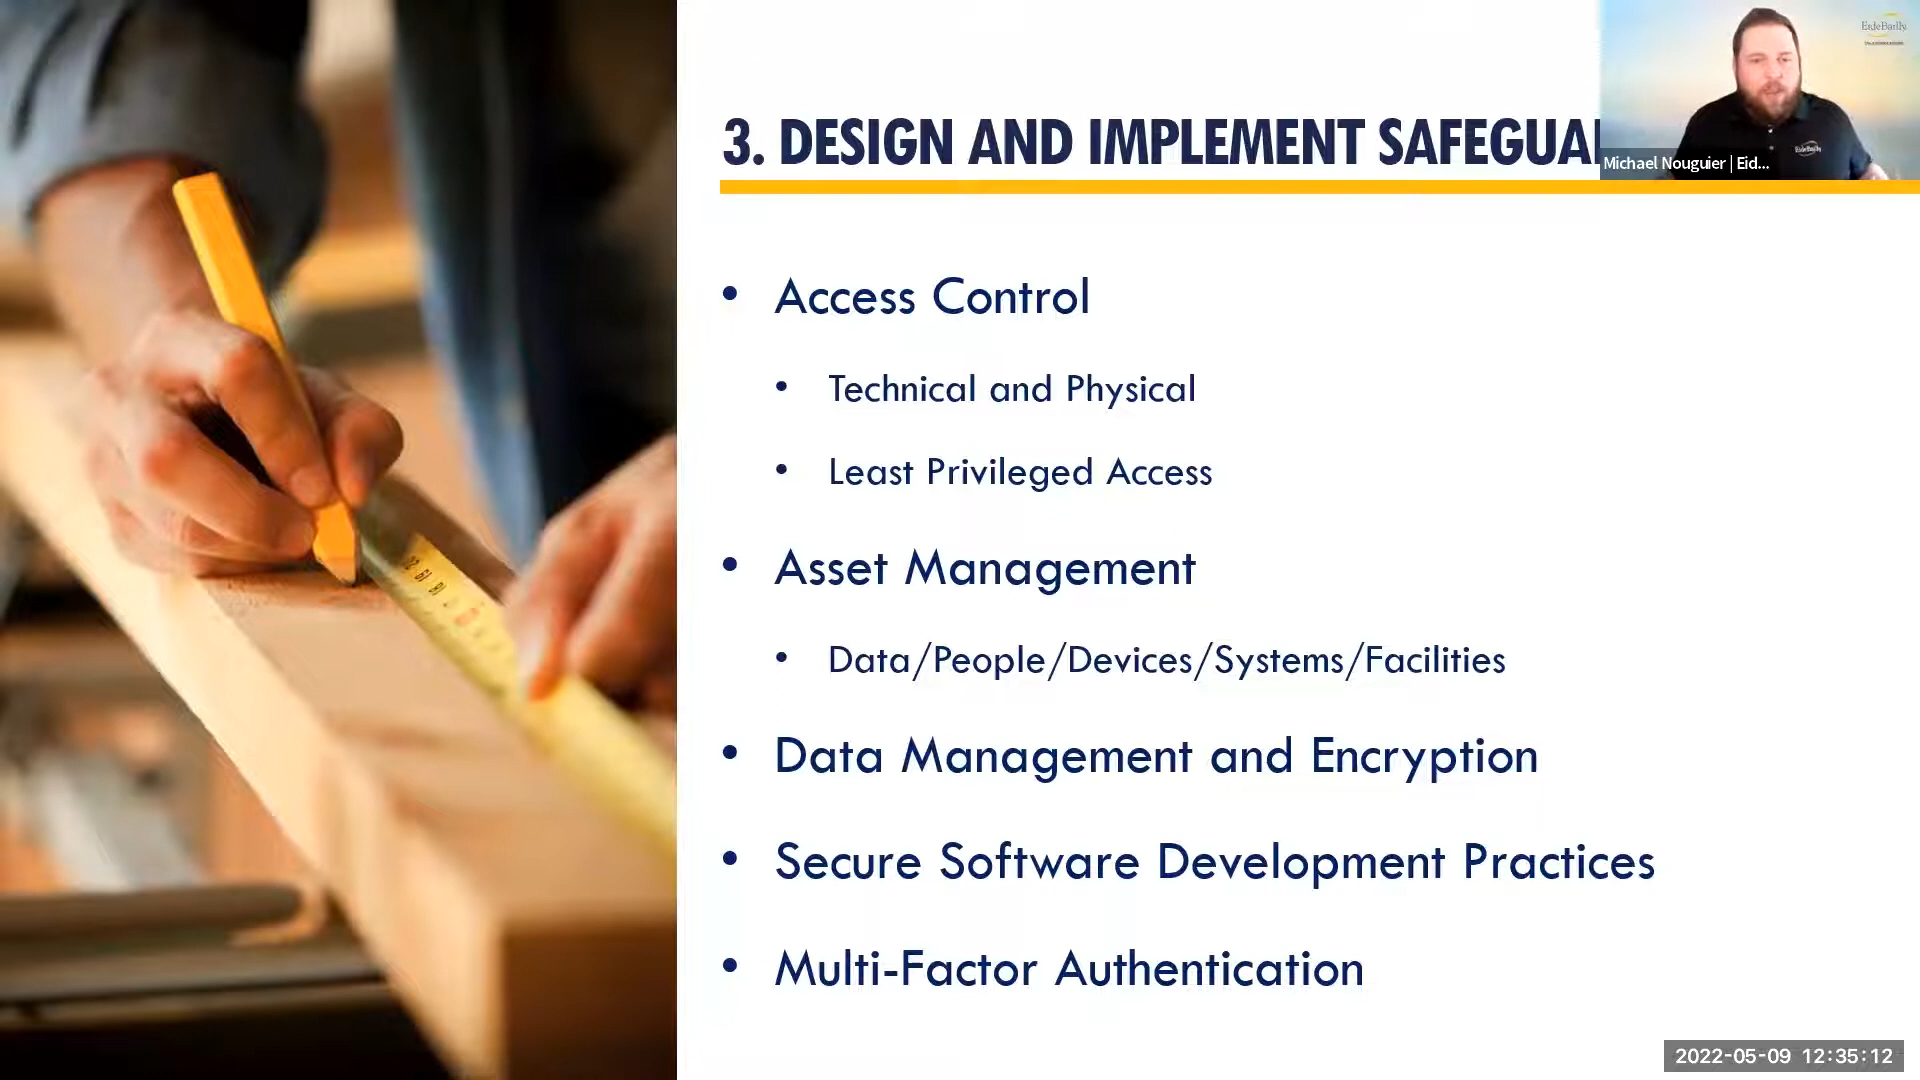 EideBailly
3. DESIGN AND IMPLEMENT SAFEGUA
Michael Nouguier | Eid...
EideBailly
• Access Control
• Technical and Physical
• Least Privileged Access
• Asset Management
• Data/People/Devices/Systems/Facilities
• Data Management and Encryption
• Secure Software Development Practices
• Multi-Factor Authentication
2022-05-09 12:35:12